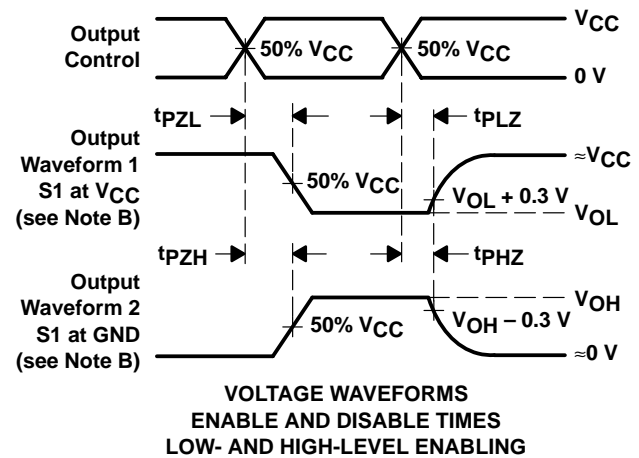 Output
Control
50% VCC
50% VCC
VCC
0 V
tPZL
tPLZ
Output
Waveform 1
S1 at VCC
(see Note B)
50% VCC
≈VCC
VOL + 0.3 V
VOL
tPZH
tPHZ
Output
Waveform 2
S1 at GND
(see Note B)
50% VCC
VOH
VOH – 0.3 V
≈0 V
VOLTAGE WAVEFORMS
ENABLE AND DISABLE TIMES
LOW- AND HIGH-LEVEL ENABLING